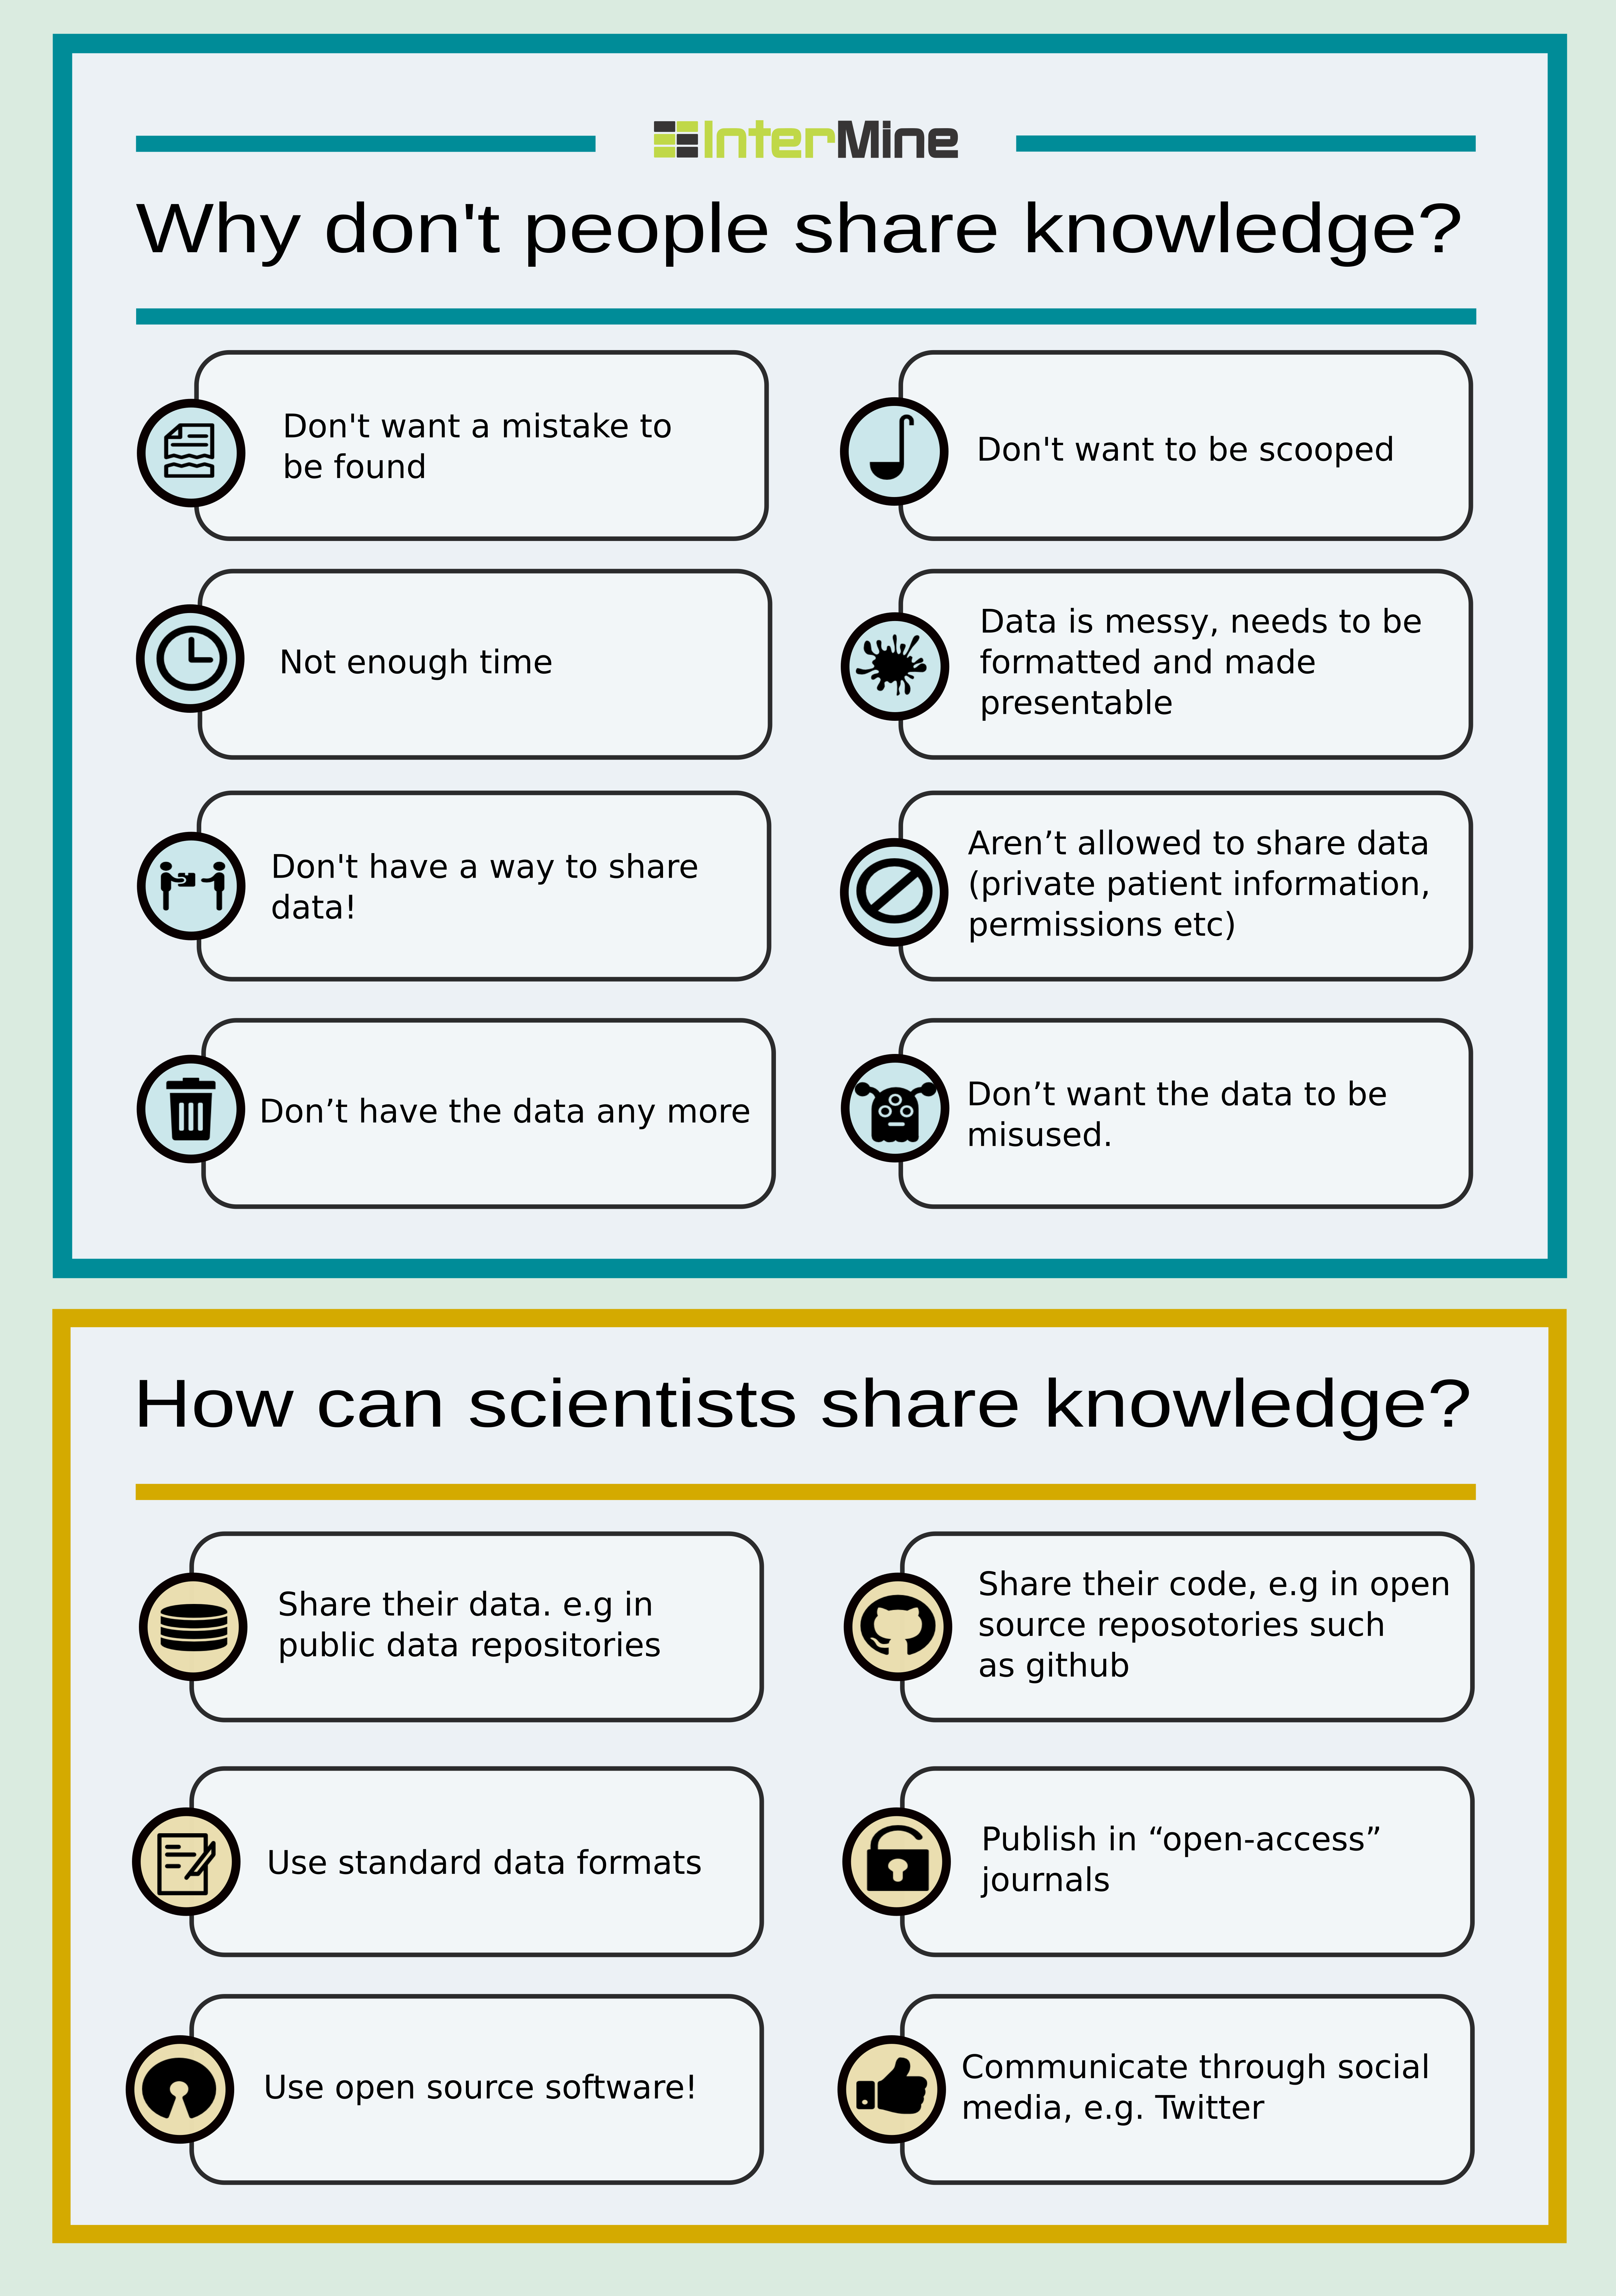 InterMine
Why don't people share knowledge?
Don't want a mistake to
be found
Don't want to be scooped
Not enough time
Data is messy, needs to be
formatted and made
presentable
Don't have a way to share
data!
Aren’t allowed to share data
(private patient information,
permissions etc)
Don’t have the data any more
Don’t want the data to be
misused.
How can scientists share knowledge?
Share their data. e.g in
public data repositories
Share their code, e.g in open
source reposotories such
as github
Use standard data formats
Publish in “open-access”
journals
Use open source software!
Communicate through social
media, e.g. Twitter